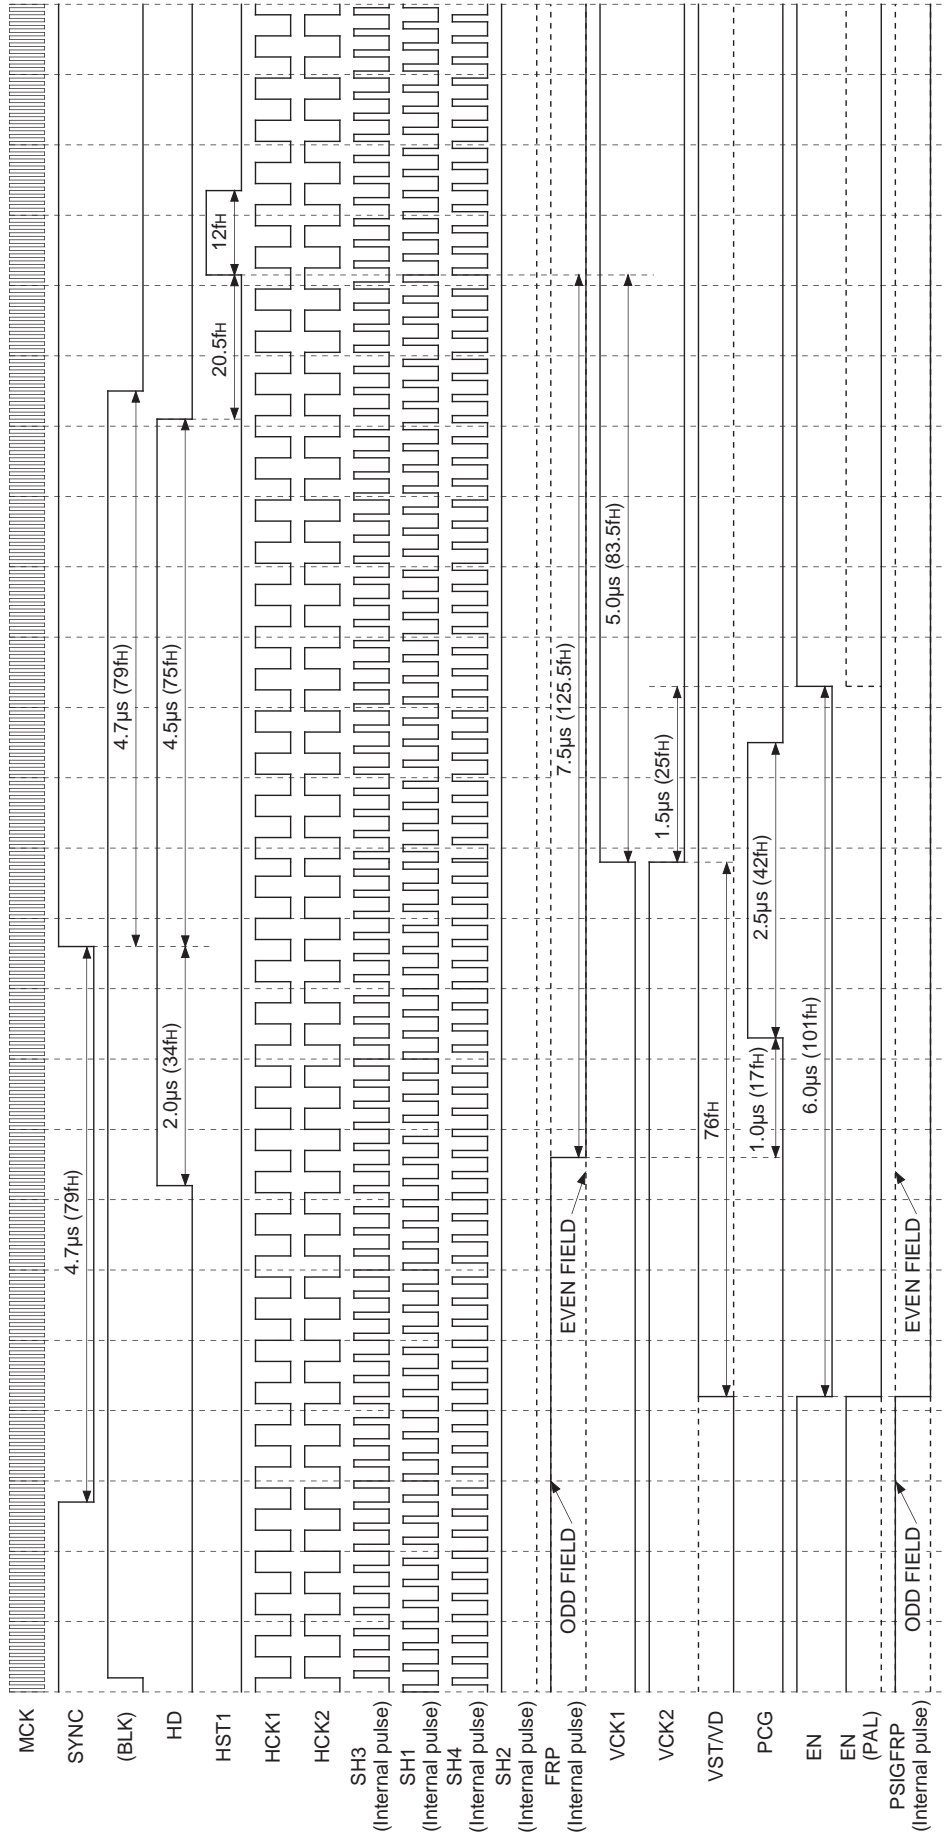 MCK
SYNC
4.7µs (79fH)
(BLK)
4.7µs (79fH)
HD
2.0µs (34fH)
4.5µs (75fH)
HST1
20.5fH
12fH
HCK1
HCK2
SH3
(Internal pulse)
SH1
(Internal pulse)
SH4
(Internal pulse)
SH2
(Internal pulse)
FRP
(Internal pulse)
ODD FIELD
EVEN FIELD
7.5µs (125.5fH)
VCK1
5.0µs (83.5fH)
VCK2
1.5µs (25fH)
VST/VD
76fH
PCG
1.0µs (17fH)
2.5µs (42fH)
EN
6.0µs (101fH)
EN
(PAL)
PSIGFRP
(Internal pulse)
ODD FIELD
EVEN FIELD